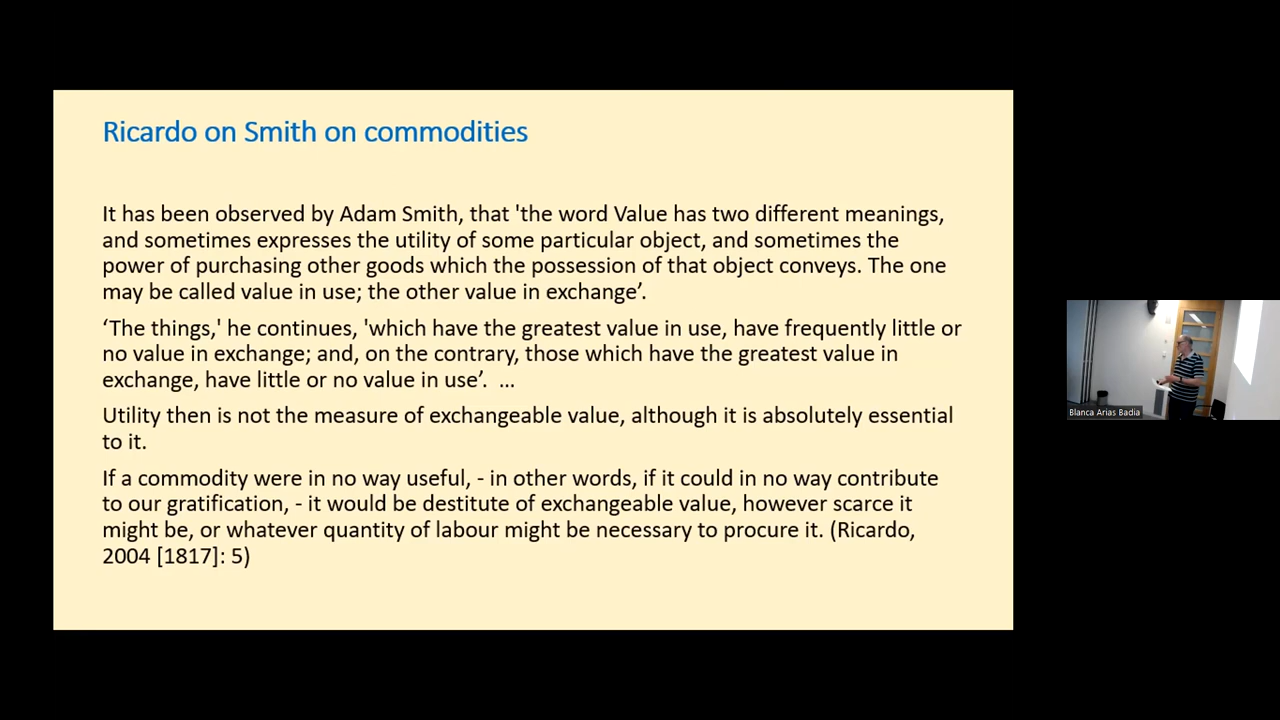 Ricardo on Smith on commodities
It has been observed by Adam Smith, that 'the word Value has two different meanings,
and sometimes expresses the utility of some particular object, and sometimes the
power of purchasing other goods which the possession of that object conveys. The one
may be called value in use; the other value in exchange’.
‘The things,' he continues, 'which have the greatest value in use, have frequently little or
no value in exchange; and, on the contrary, those which have the greatest value in
exchange, have little or no value in use’. ...
Utility then is not the measure of exchangeable value, although it is absolutely essential
to it.
If a commodity were in no way useful, - in other words, if it could in no way contribute
to our gratification, - it would be destitute of exchangeable value, however scarce it
might be, or whatever quantity of labour might be necessary to procure it. (Ricardo,
2004 [1817]: 5)
Blanca Arias Badia